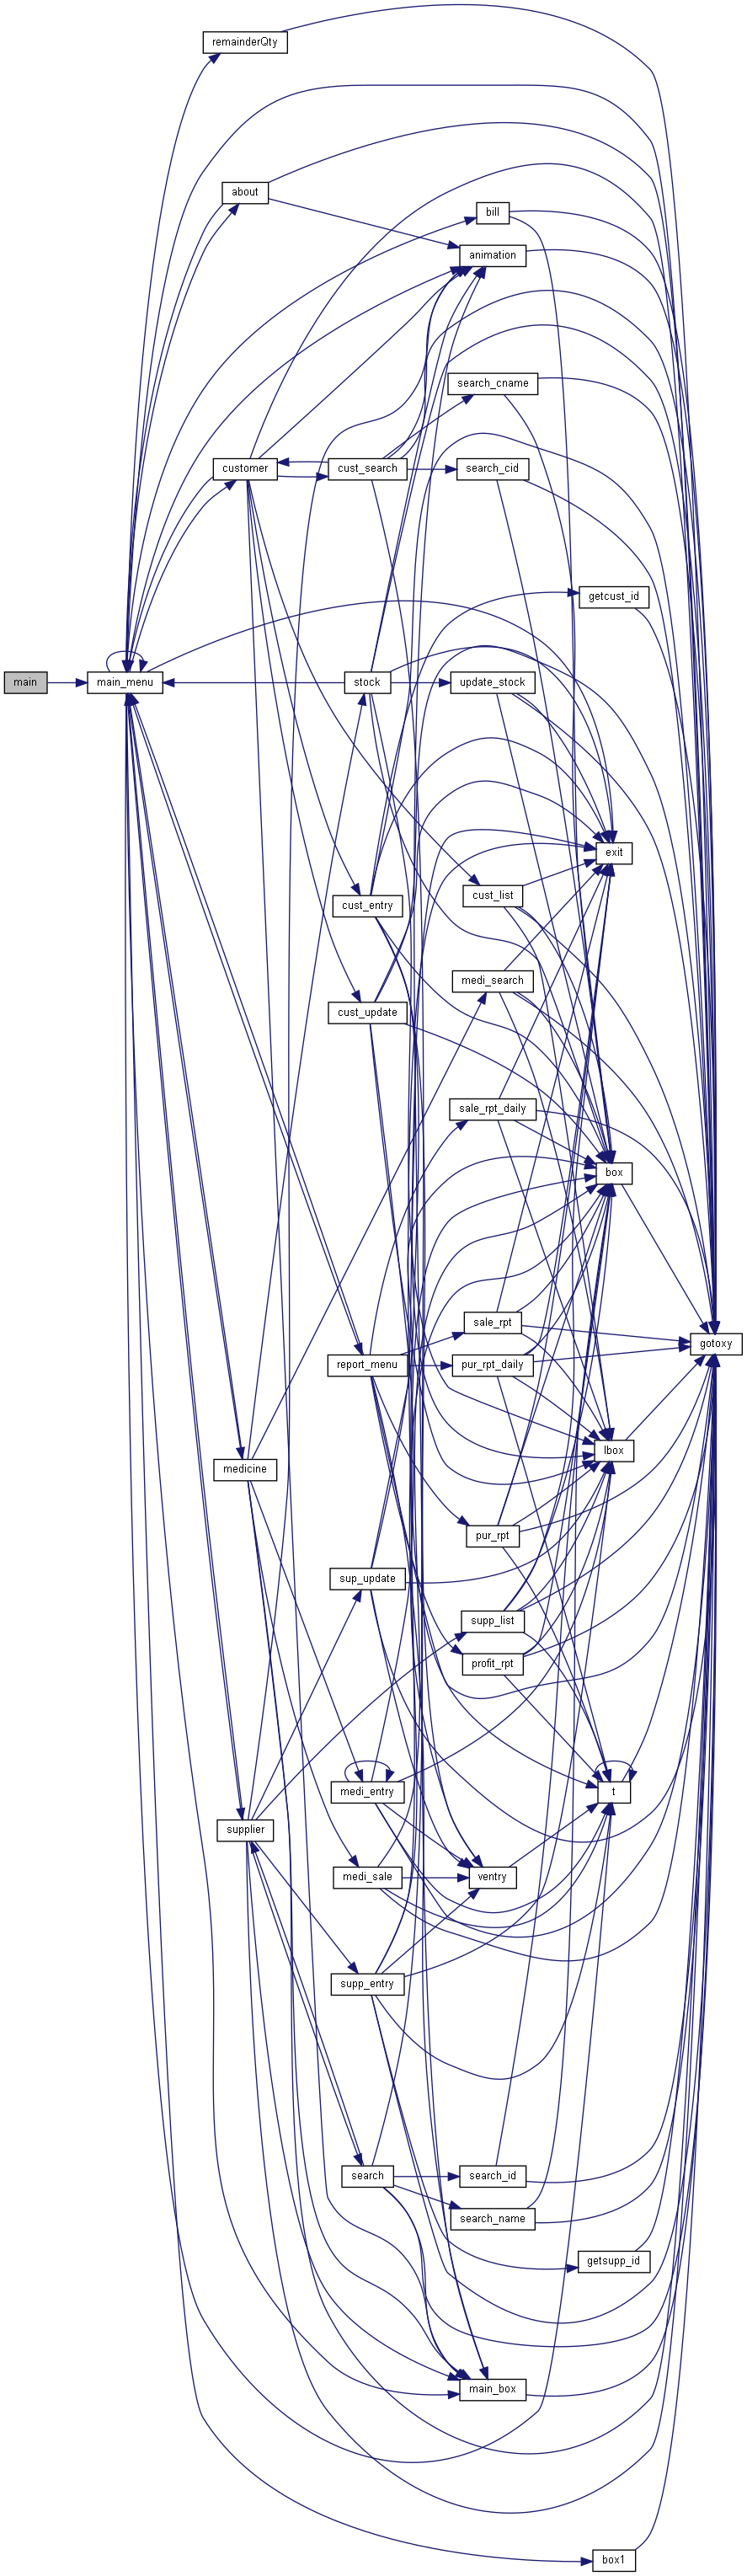 remainderQty
about
bill
animation
search_cname
customer
cust_search
search_cid
getcust_id
main
main_menu
stock
update_stock
exit
cust_list
cust_entry
medi_search
cust_update
sale_rpt_daily
box
sale_rpt
gotoxy
report_menu
pur_rpt_daily
lbox
medicine
pur_rpt
sup_update
supp_list
profit_rpt
medi_entry
t
supplier
medi_sale
ventry
supp_entry
search
search_id
search_name
getsupp_id
main_box
box1